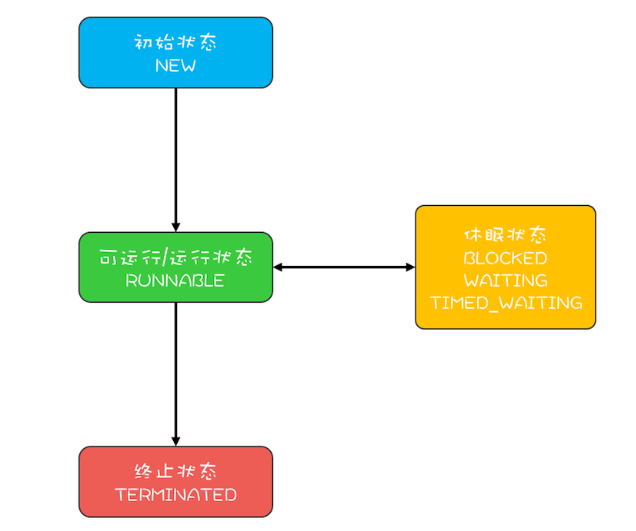 初始状态
NEW
可运行/运行状态
RUNNABLE
休眠状态
BLOCKED
WAITING
TIMED_WAITING
终止状态
TERMINATED